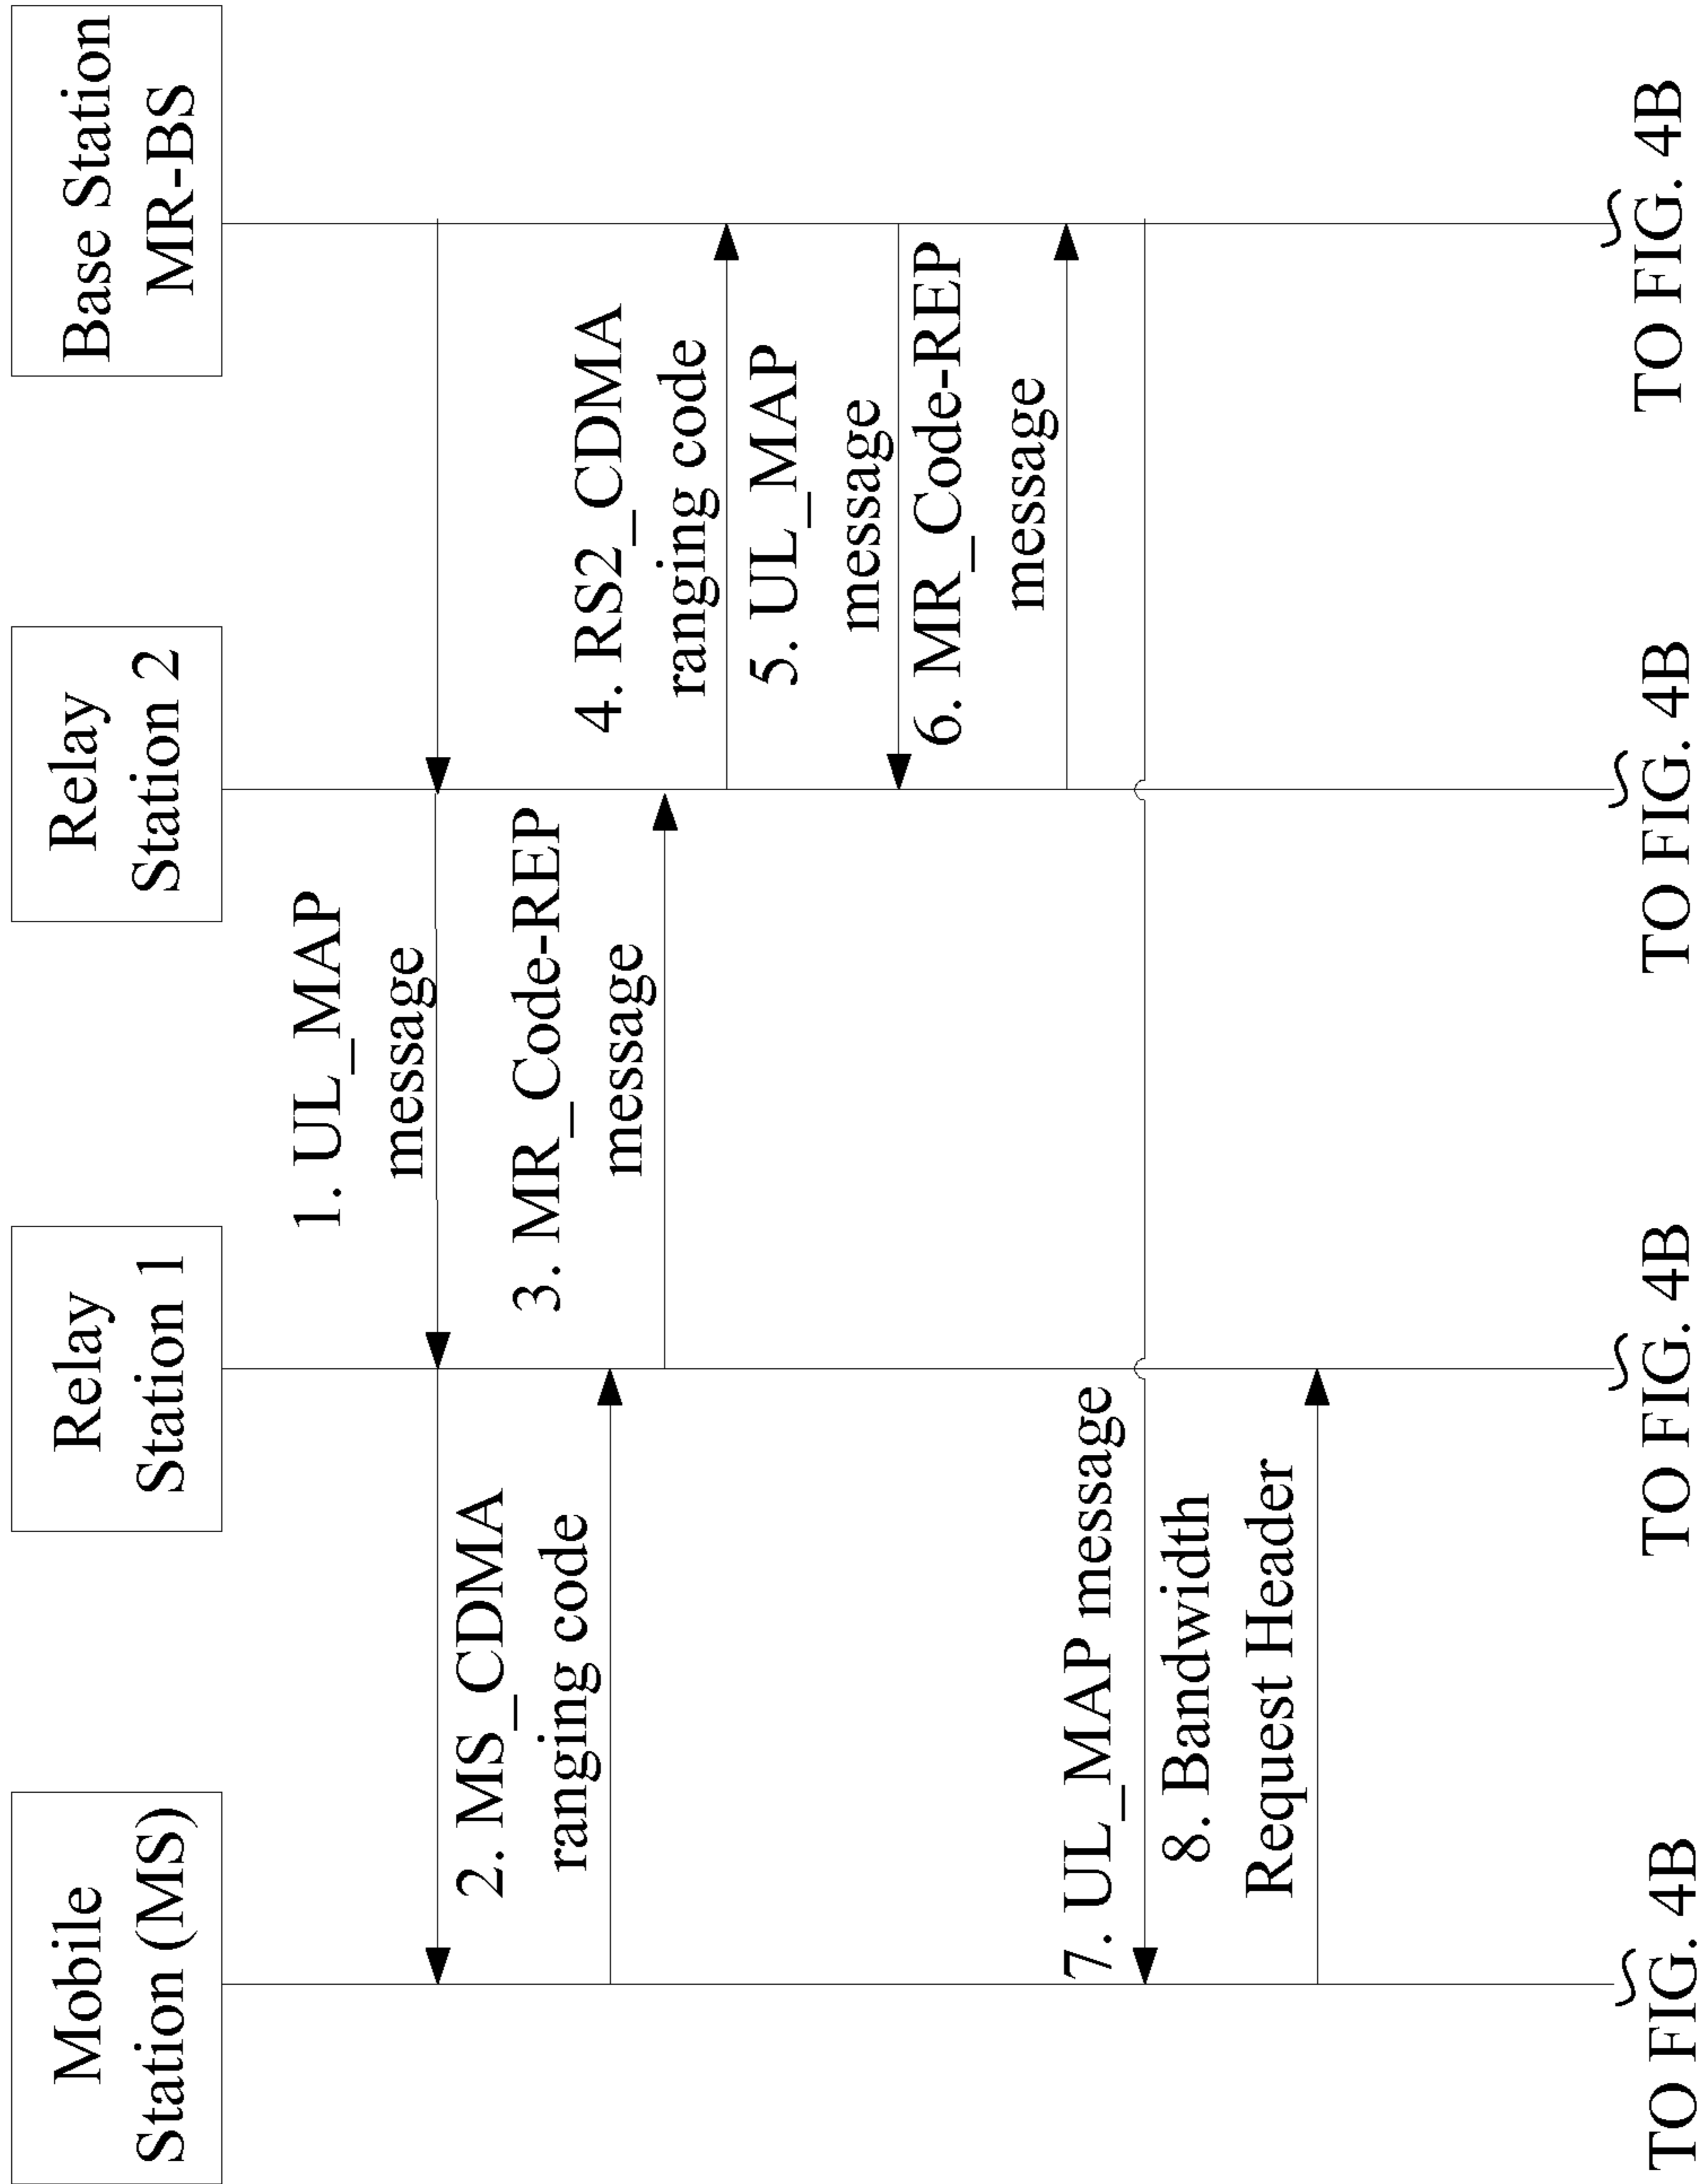 Mobile
Station (MS)
Relay
Station 1
Relay
Station 2
Base Station
MR-BS
1. UL_MAP
message
2. MS_CDMA
ranging code
3. MR_Code-REP
message
4. RS2_CDMA
ranging code
5. UL_MAP
message
6. MR_Code-REP
message
7. UL_MAP message
8. Bandwidth
Request Header
TO FIG. 4B
TO FIG. 4B
TO FIG. 4B
TO FIG. 4B